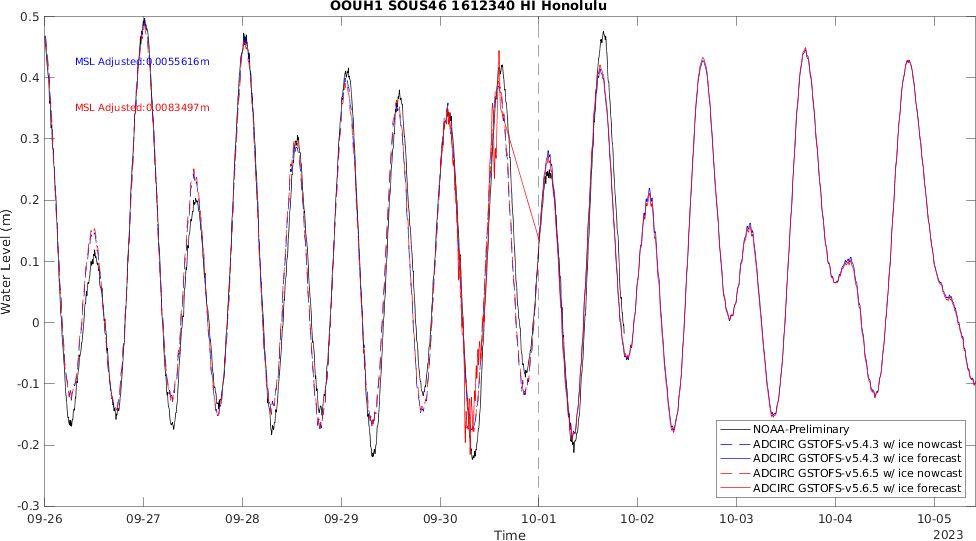 OOUH1 SOUS46 1612340 HI Honolulu
MSL Adjusted:0.0055616m
MSL Adjusted:0.0083497m
Water Level (m)
0.5
0.4
0.3
0.2
0.1
0
-0.1
-0.2
-0.3
NOAA-Preliminary
ADCIRC GSTOFS-v5.4.3 w/ ice nowcast
ADCIRC GSTOFS-v5.4.3 w/ ice forecast
ADCIRC GSTOFS-v5.6.5 w/ ice nowcast
ADCIRC GSTOFS-v5.6.5 w/ ice forecast
09-26 09-27 09-28 09-29 09-30 10-01 10-02 10-03 10-04 10-05
2023
Time